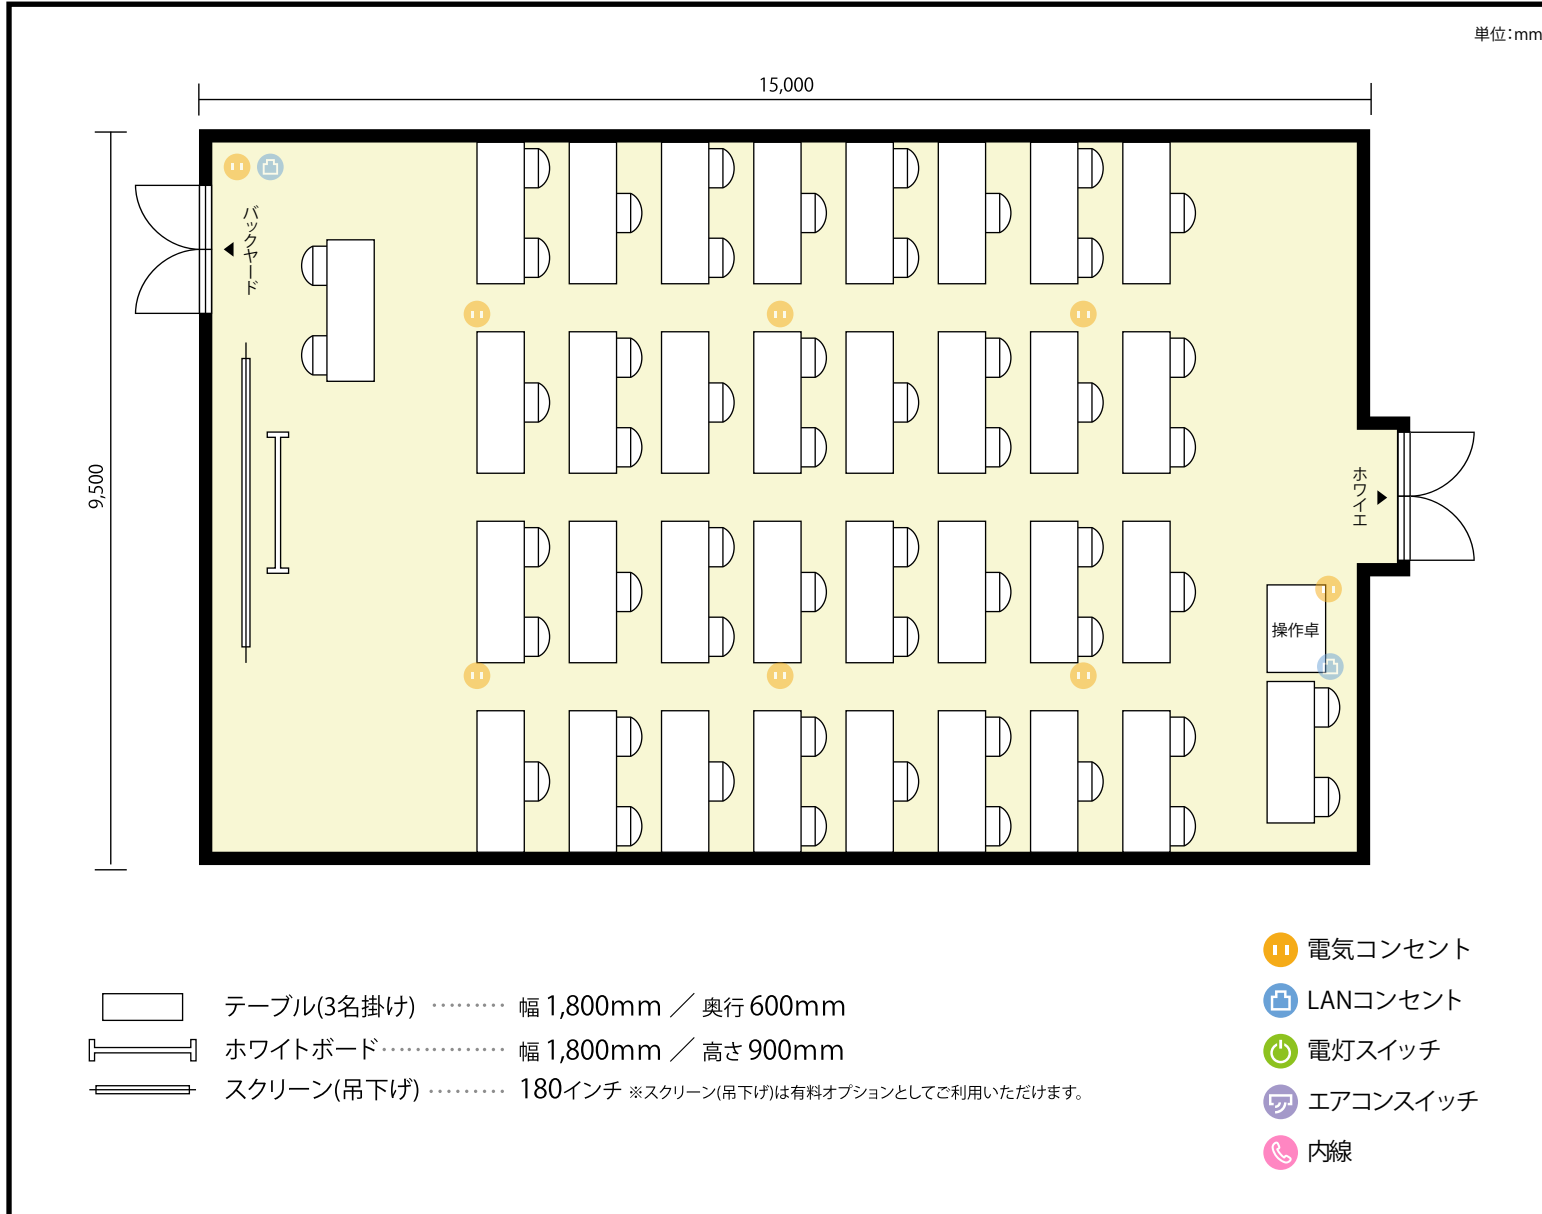 単位：mm
15,000
バックヤード
9,500
ホワイエ
操作卓
電気コンセント
LANコンセント
電灯スイッチ
エアコンスイッチ
内線
テーブル(3名掛け) ········· 幅 1,800mm ／ 奥行 600mm
ホワイトボード··············· 幅 1,800mm ／ 高さ 900mm
スクリーン(吊下げ) ········· 180インチ ※スクリーン(吊下げ)は有料オプションとしてご利用いただけます。